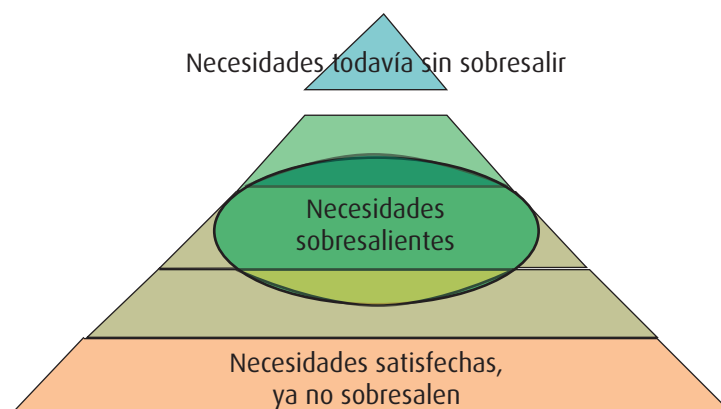 Necesidades todavía sin sobresalir
Necesidades
sobresalientes
Necesidades satisfechas,
ya no sobresalen